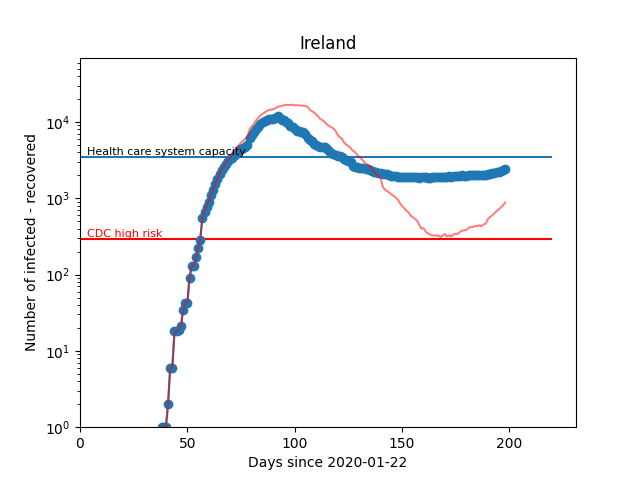 Ireland
Number of infected - recovered
10⁴
10³
10²
10¹
10⁰
Health care system capacity
CDC high risk
0 50 100 150 200
Days since 2020-01-22